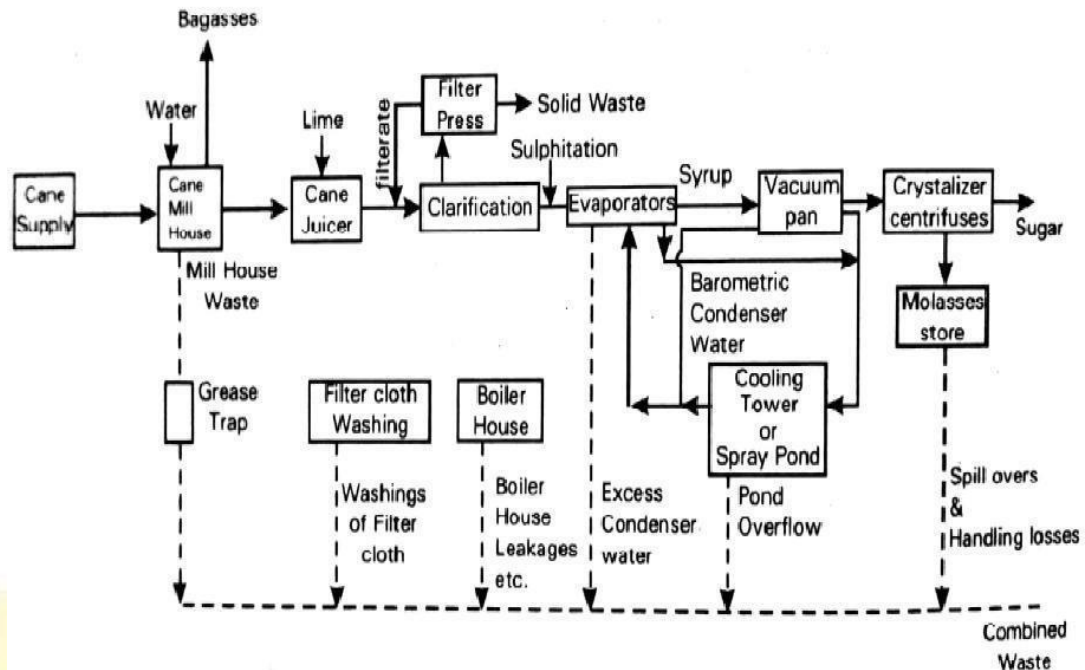 Bagasses
Water
Lime
filterate
Filter
Press
Solid Waste
Sulphitation
Cane
Supply
Cane
Mill
House
Cane
Juicer
Clarification
Evaporators
Syrup
Vacuum
pan
Crystalizer
centrifuses
Sugar
Mill House
Waste
Barometric
Condenser
Water
Molasses
store
Grease
Trap
Filter cloth
Washing
Boiler
House
Cooling
Tower
or
Spray Pond
Washings
of Filter
cloth
Boiler
House
Leakages
etc.
Excess
Condenser
water
Pond
Overflow
Spill overs
&
Handling losses
Combined
Waste